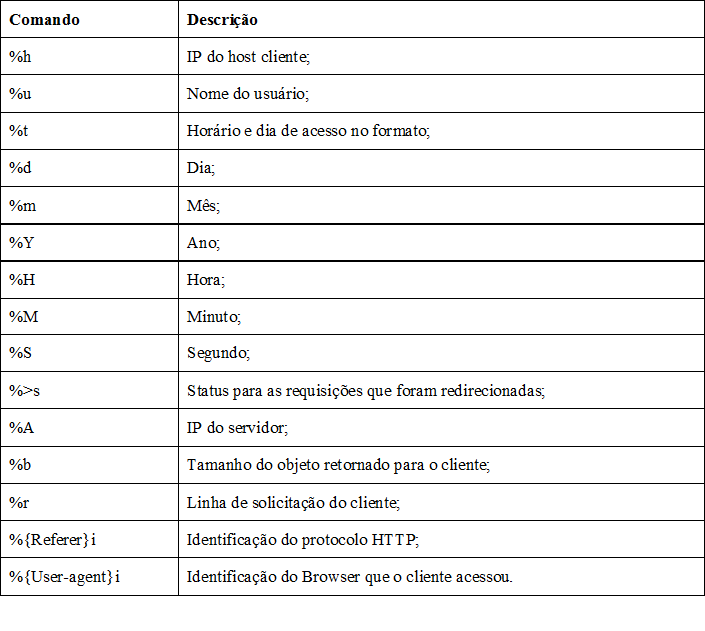 Comando Descrição
%h IP do host cliente;
%u Nome do usuário;
%t Horário e dia de acesso no formato;
%d Dia;
%m Mês;
%Y Ano;
%H Hora;
%M Minuto;
%S Segundo;
%>s Status para as requisições que foram redirecionadas;
%A IP do servidor;
%b Tamanho do objeto retornado para o cliente;
%r Linha de solicitação do cliente;
%{Referer}i Identificação do protocolo HTTP;
%{User-agent}i Identificação do Browser que o cliente acessou.